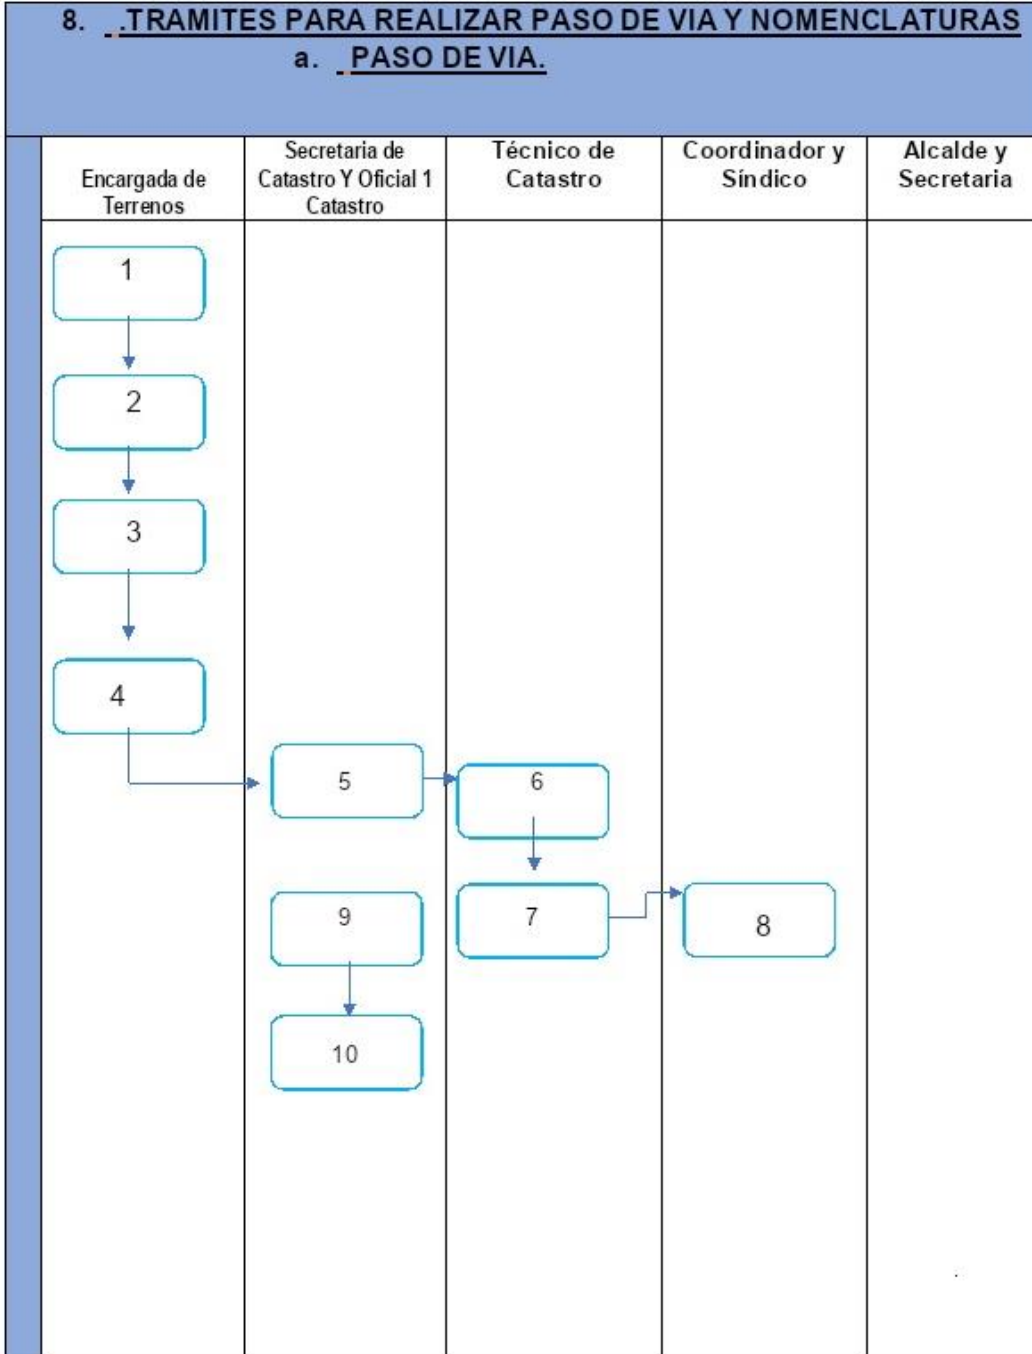 8. .TRAMITES PARA REALIZAR PASO DE VIA Y NOMENCLATURAS
a. PASO DE VIA.
Encargada de
Terrenos
Secretaria de
Catastro Y Oficial 1
Catastro
Técnico de
Catastro
Coordinador y
Síndico
Alcalde y
Secretaria
1
2
3
4
5
6
7
8
9
10